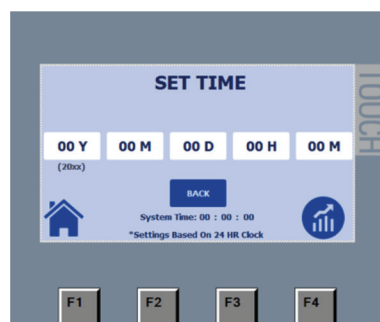 SET TIME
TOUCH
00 Y 00 M 00 D 00 H 00 M
(20xx)
BACK
System Time: 00 : 00 : 00
*Settings Based On 24 HR Clock
F1 F2 F3 F4